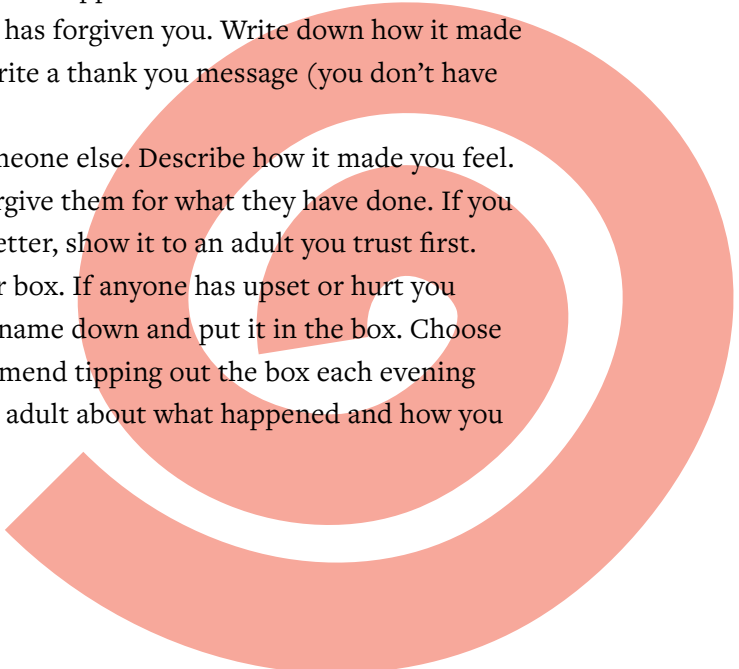 has forgiven you. Write down how it made
rite a thank you message (you don’t have
meone else. Describe how it made you feel.
rgive them for what they have done. If you
etter, show it to an adult you trust first.
r box. If anyone has upset or hurt you
name down and put it in the box. Choose
mend tipping out the box each evening
adult about what happened and how you